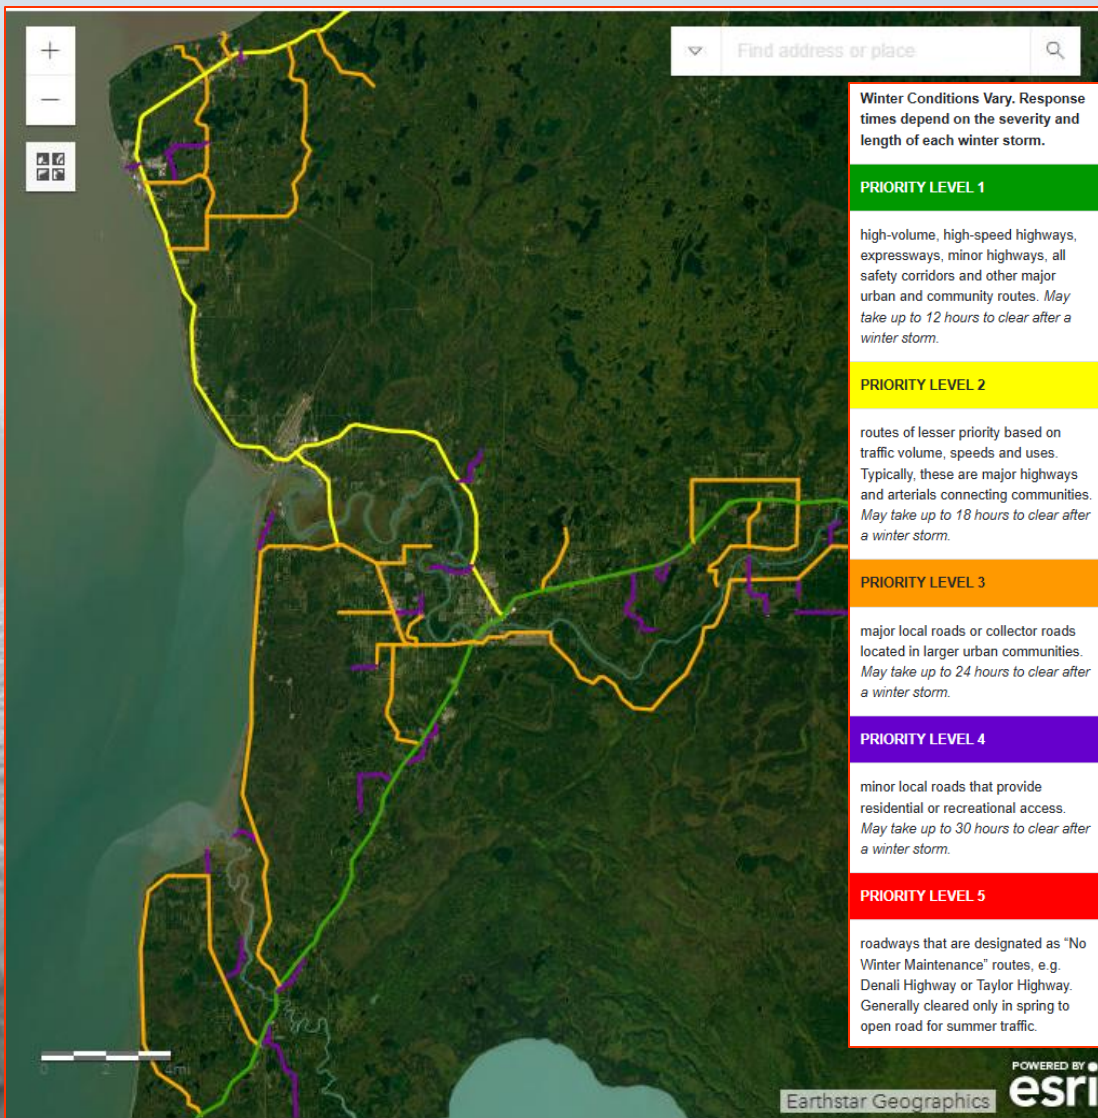 +
Find address or place
−
Winter Conditions Vary. Response
times depend on the severity and
length of each winter storm.
PRIORITY LEVEL 1
high-volume, high-speed highways,
expressways, minor highways, all
safety corridors and other major
urban and community routes. May
take up to 12 hours to clear after a
winter storm.
PRIORITY LEVEL 2
routes of lesser priority based on
traffic volume, speeds and uses.
Typically, these are major highways
and arterials connecting communities.
May take up to 18 hours to clear after
a winter storm.
PRIORITY LEVEL 3
major local roads or collector roads
located in larger urban communities.
May take up to 24 hours to clear after
a winter storm.
PRIORITY LEVEL 4
minor local roads that provide
residential or recreational access.
May take up to 30 hours to clear after
a winter storm.
PRIORITY LEVEL 5
roadways that are designated as “No
Winter Maintenance” routes, e.g.
Denali Highway or Taylor Highway.
Generally cleared only in spring to
open road for summer traffic.
0 2 4mi
Earthstar Geographics
POWERED BY
esri